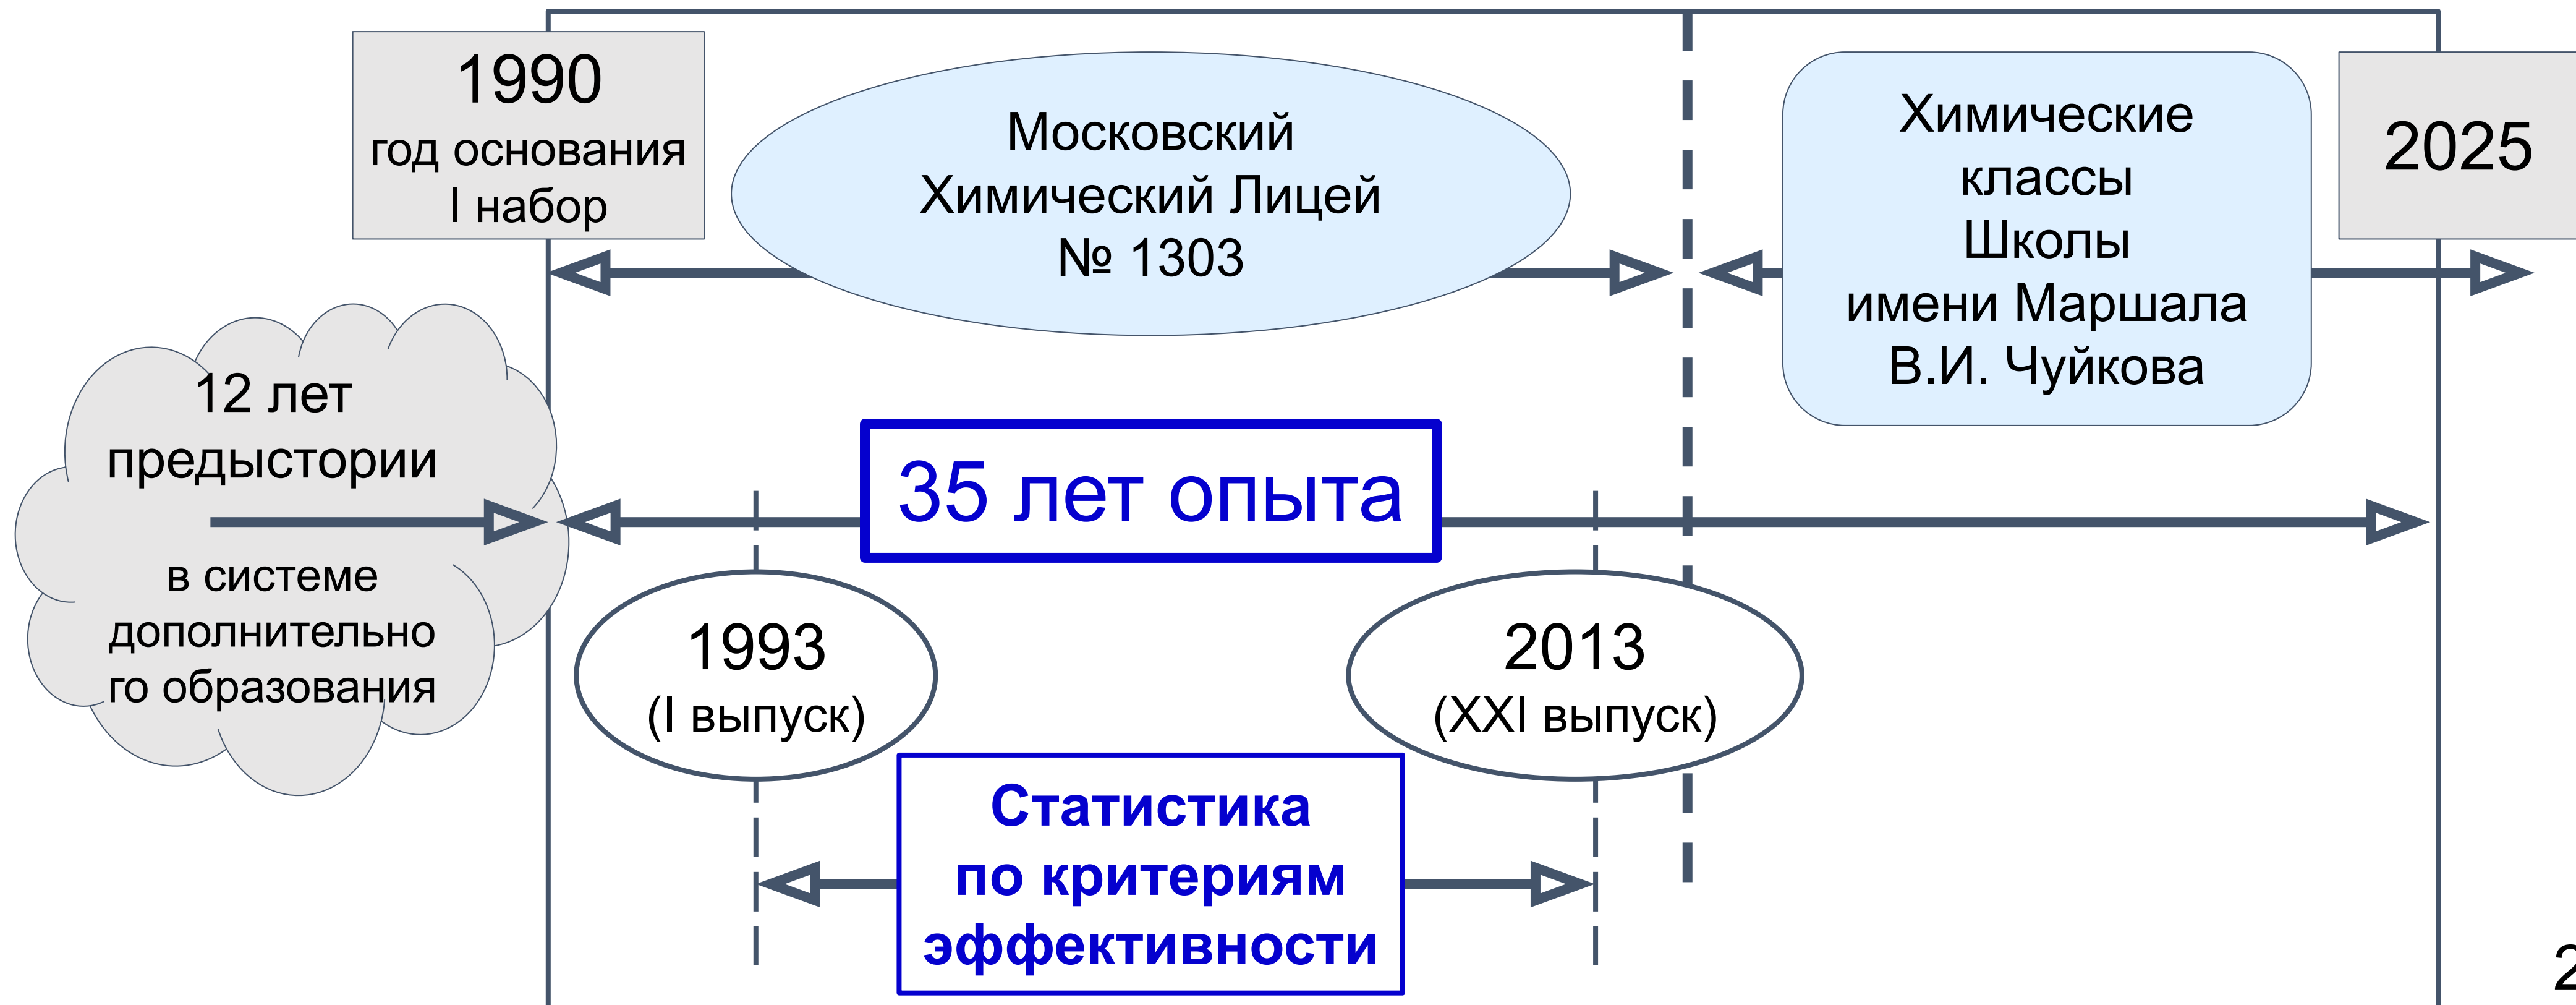 1990
год основания
I набор
Московский
Химический Лицей
№ 1303
Химические
классы
Школы
имени Маршала
В.И. Чуйкова
2025
12 лет
предыстории
в системе
дополнительно
го образования
35 лет опыта
1993
(I выпуск)
2013
(XXI выпуск)
Статистика
по критериям
эффективности
2